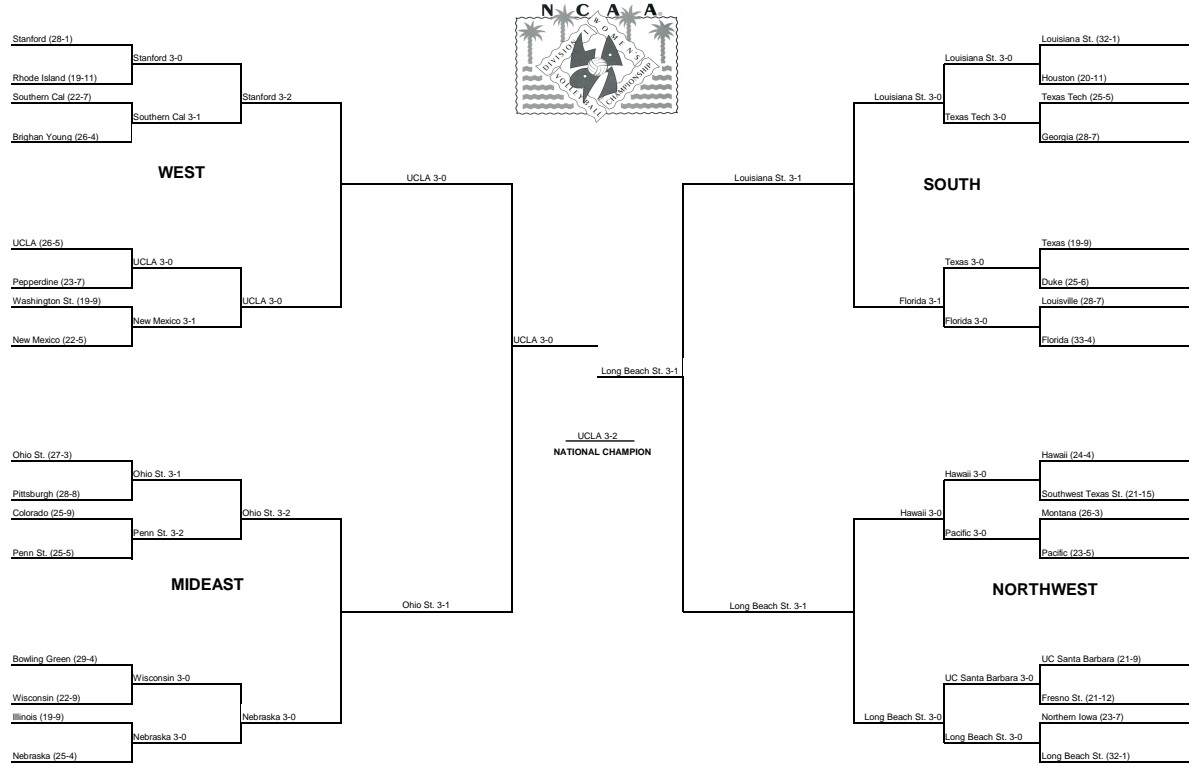 N C A A.
DIVISION I WOMEN'S
VOLLEYBALL CHAMPIONSHIP
Stanford (28-1)
Stanford 3-0
Rhode Island (19-11)
Southern Cal (22-7)
Stanford 3-2
Southern Cal 3-1
Brighan Young (26-4)
WEST
UCLA 3-0
UCLA (26-5)
UCLA 3-0
Pepperdine (23-7)
Washington St. (19-9)
UCLA 3-0
New Mexico 3-1
New Mexico (22-5)
UCLA 3-0
Long Beach St. 3-1
UCLA 3-2
NATIONAL CHAMPION
Ohio St. (27-3)
Ohio St. 3-1
Pittsburgh (28-8)
Colorado (25-9)
Ohio St. 3-2
Penn St. 3-2
Penn St. (25-5)
MIDEAST
Ohio St. 3-1
Bowling Green (29-4)
Wisconsin 3-0
Wisconsin (22-9)
Illinois (19-9)
Nebraska 3-0
Nebraska 3-0
Nebraska (25-4)
Louisiana St. (32-1)
Louisiana St. 3-0
Houston (20-11)
Louisiana St. 3-0
Texas Tech (25-5)
Texas Tech 3-0
Georgia (28-7)
Louisiana St. 3-1
SOUTH
Texas (19-9)
Texas 3-0
Duke (25-6)
Florida 3-1
Louisville (28-7)
Florida 3-0
Florida (33-4)
Hawaii (24-4)
Hawaii 3-0
Southwest Texas St. (21-15)
Hawaii 3-0
Montana (26-3)
Pacific 3-0
Pacific (23-5)
NORTHWEST
Long Beach St. 3-1
UC Santa Barbara (21-9)
UC Santa Barbara 3-0
Fresno St. (21-12)
Long Beach St. 3-0
Northern Iowa (23-7)
Long Beach St. 3-0
Long Beach St. (32-1)